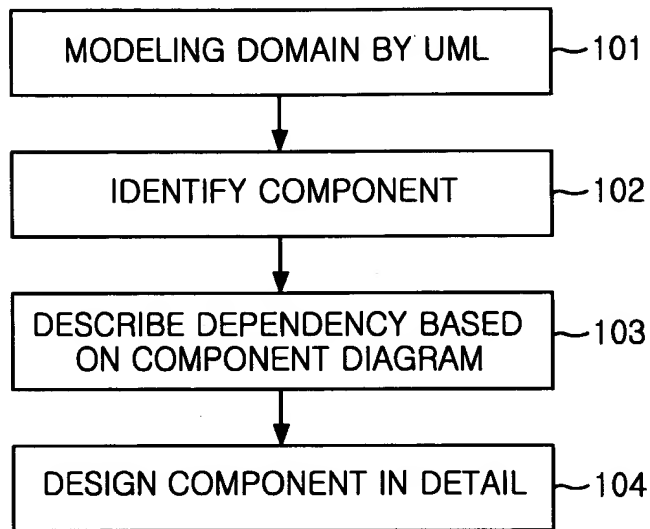 MODELING DOMAIN BY UML 101
IDENTIFY COMPONENT 102
DESCRIBE DEPENDENCY BASED 103
ON COMPONENT DIAGRAM
DESIGN COMPONENT IN DETAIL 104